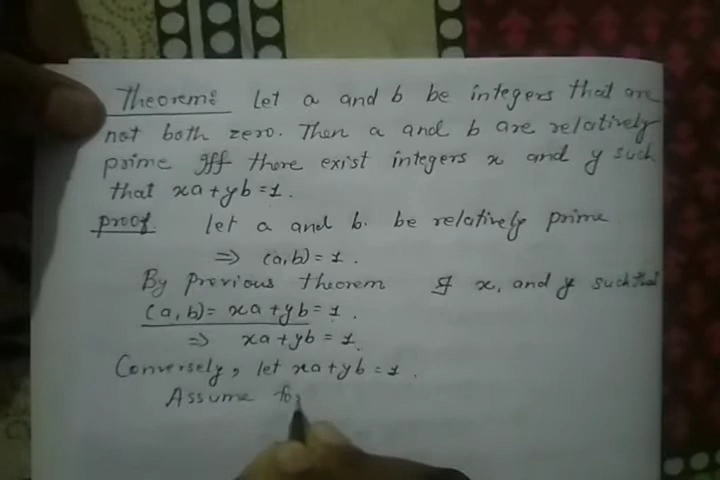 Theorem: Let a and b be integers that are
not both zero. Then a and b are relatively
prime iff there exist integers x and y such
that xa+yb=1.
proof let a and b. be relatively prime
⇒ (a,b)=1.
By previous theorem ∃ x, and y such that
(a,b)= xa+yb=1.
⇒ xa+yb=1.
Conversely, let xa+yb=1.
Assume for